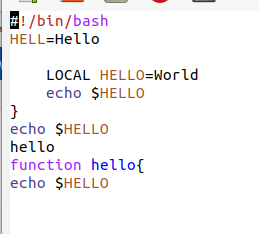 #!/bin/bash
HELL=Hello
LOCAL HELLO=World
echo $HELLO
}
echo $HELLO
hello
function hello{
echo $HELLO